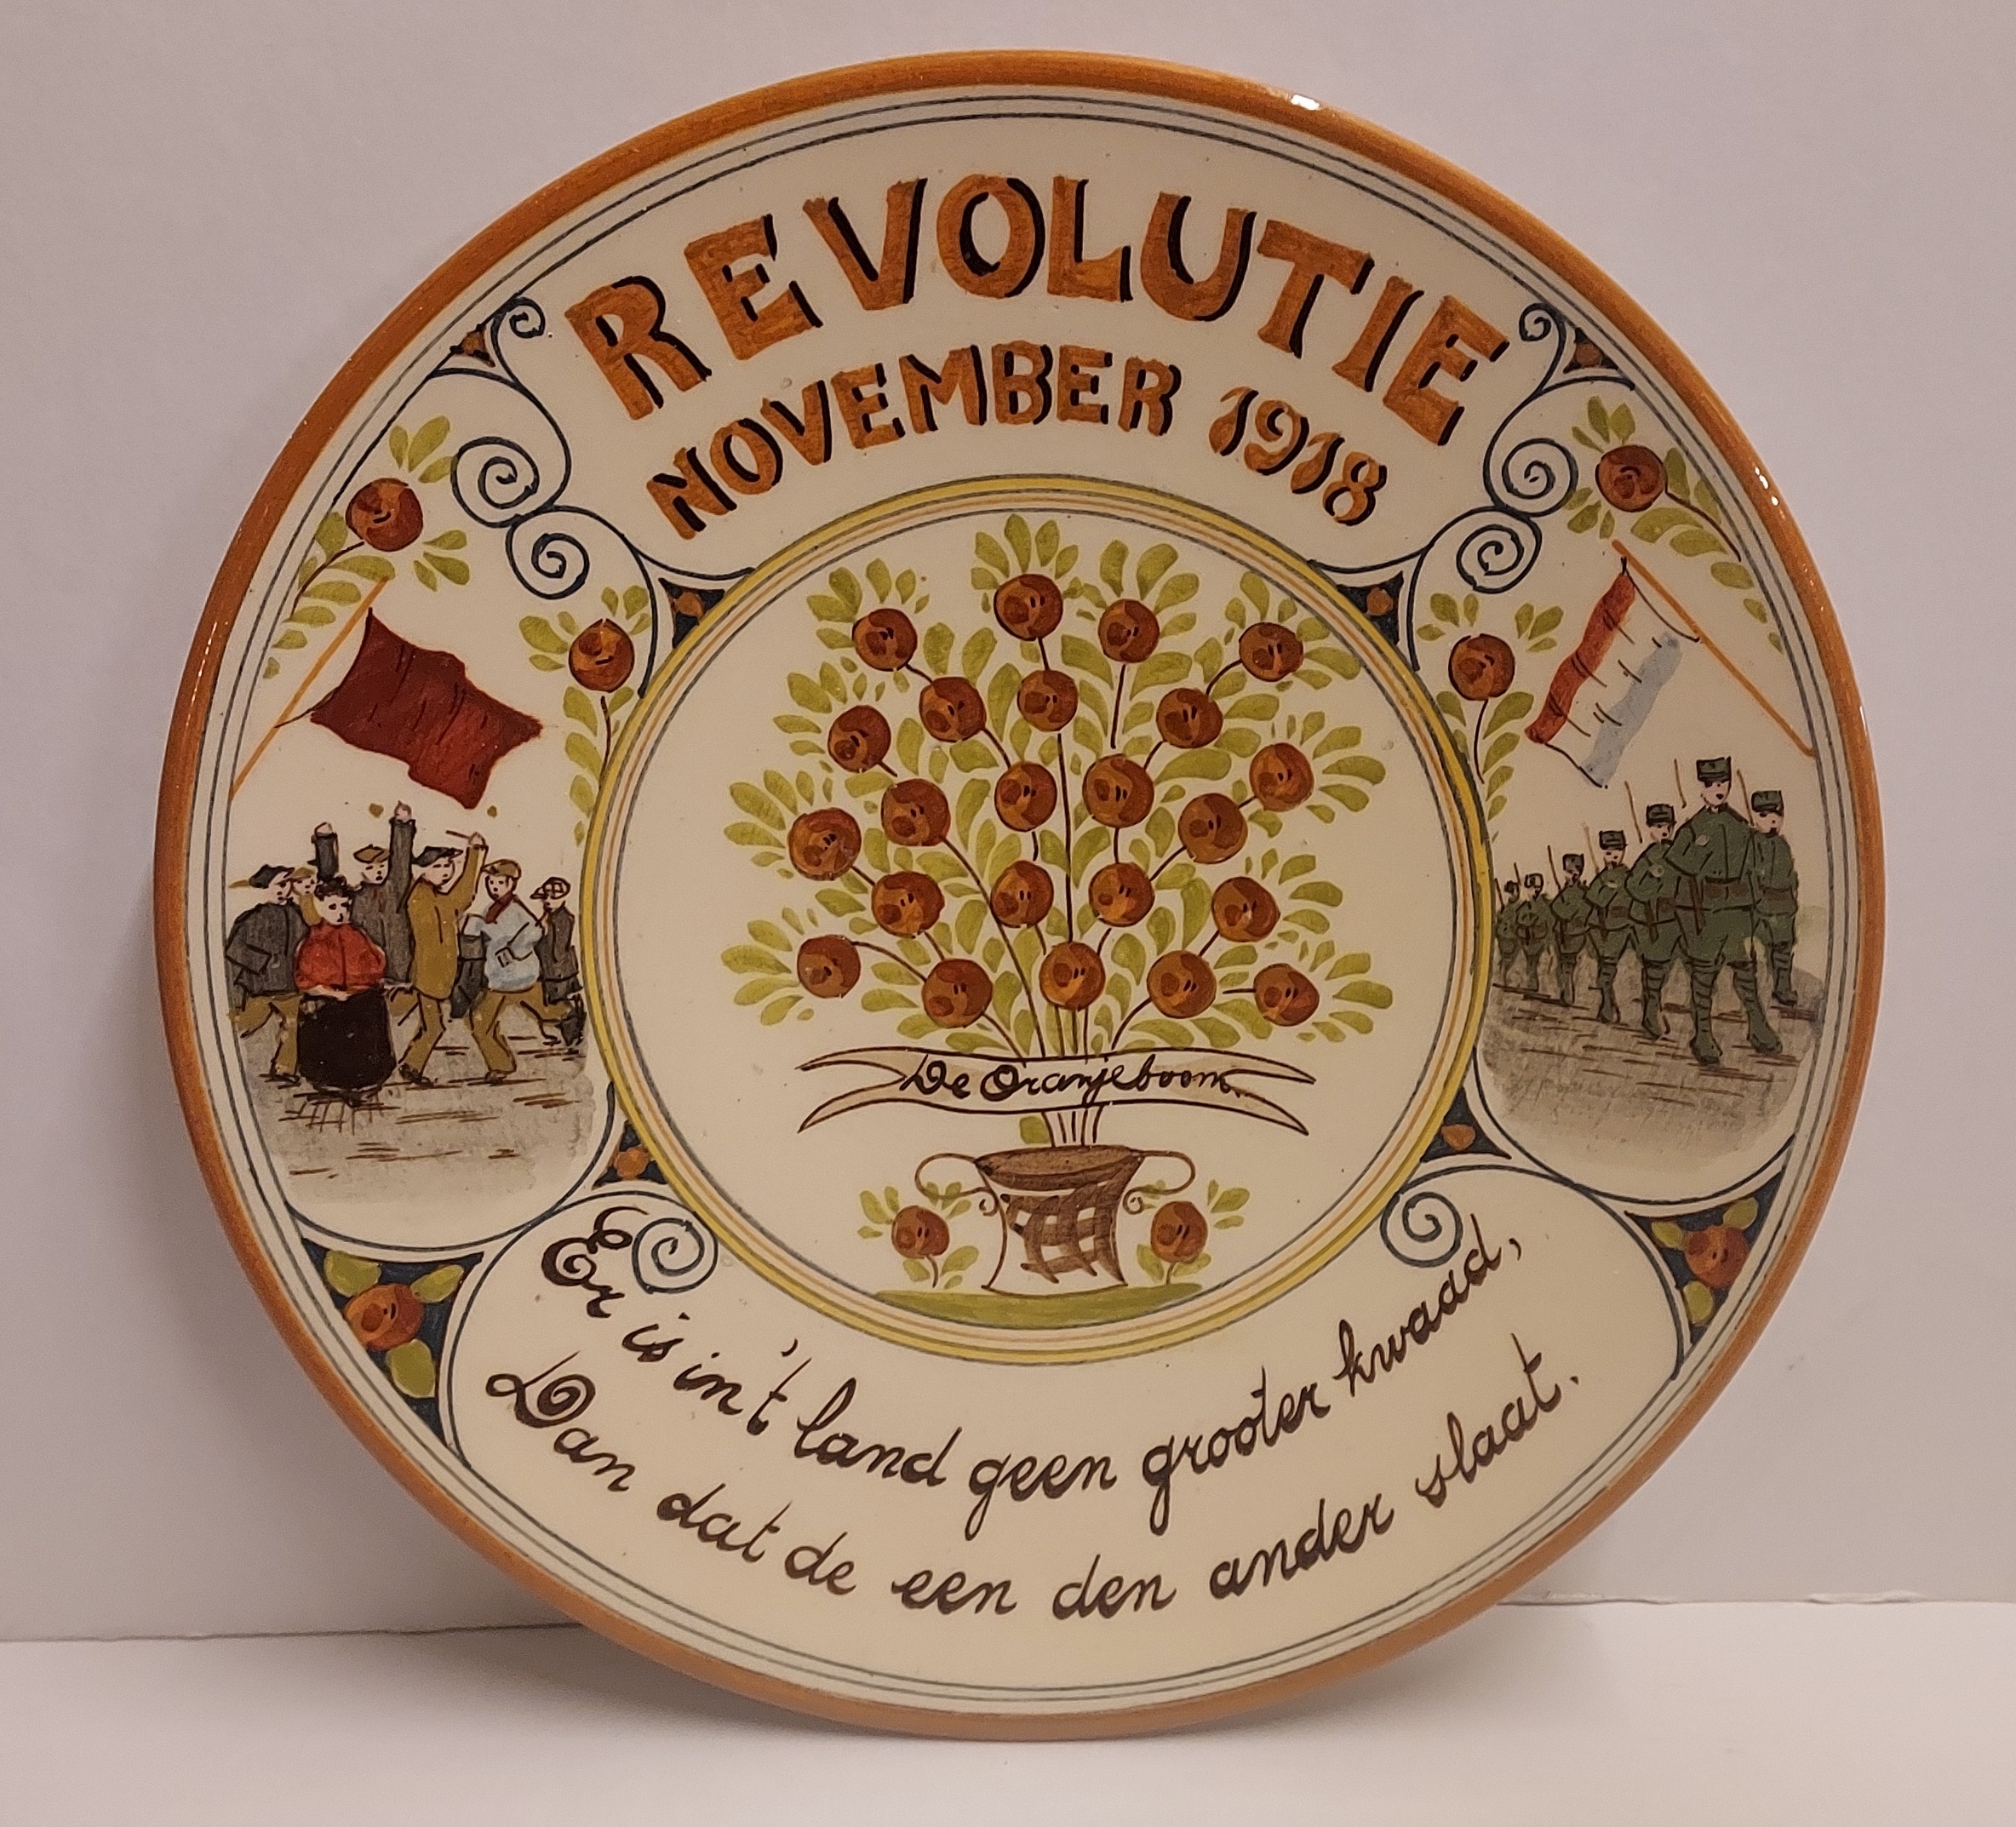 REVOLUTIE
NOVEMBER 1918
De Oranjeboom
Er is in 't land geen grooter kwaad,
Dan dat de een den ander slaat.